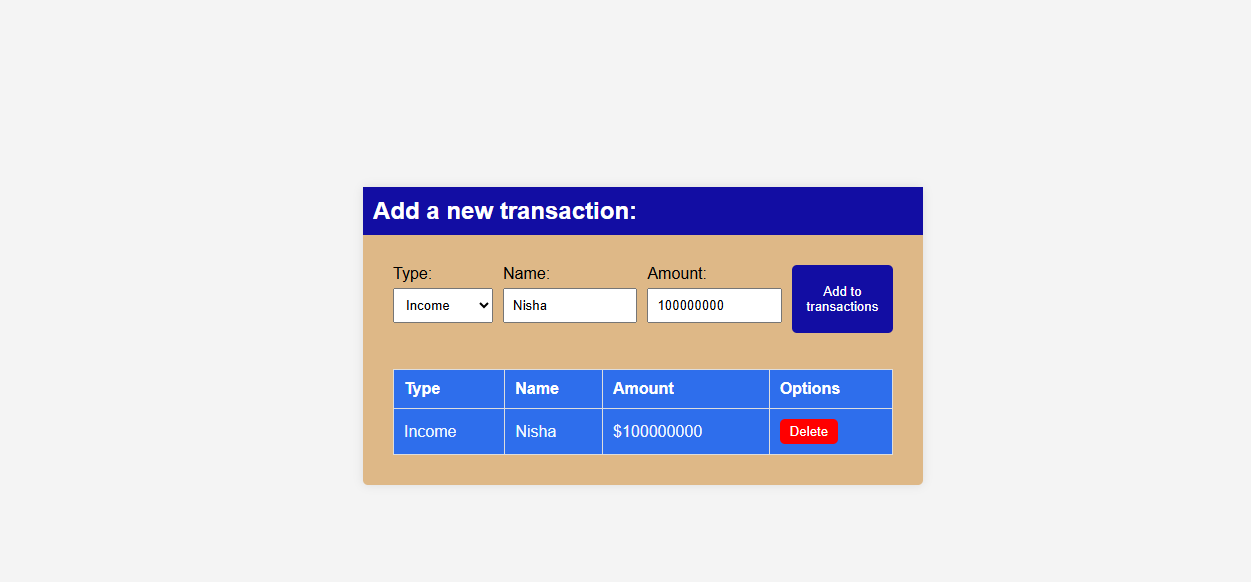 Add a new transaction:
Type: Name: Amount:
Income Nisha 100000000
Add to
transactions
Type Name Amount Options
Income Nisha $100000000 Delete